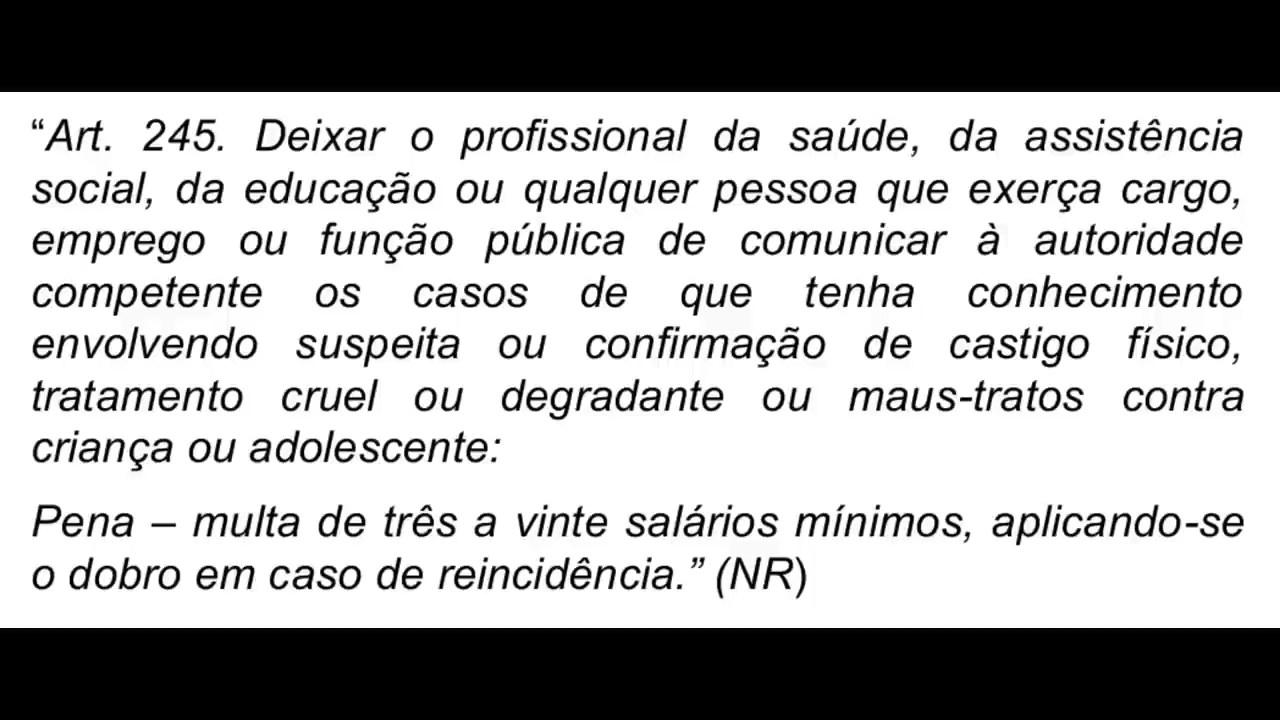 “Art. 245. Deixar o profissional da saúde, da assistência
social, da educação ou qualquer pessoa que exerça cargo,
emprego ou função pública de comunicar à autoridade
competente os casos de que tenha conhecimento
envolvendo suspeita ou confirmação de castigo físico,
tratamento cruel ou degradante ou maus-tratos contra
criança ou adolescente:
Pena – multa de três a vinte salários mínimos, aplicando-se
o dobro em caso de reincidência.” (NR)